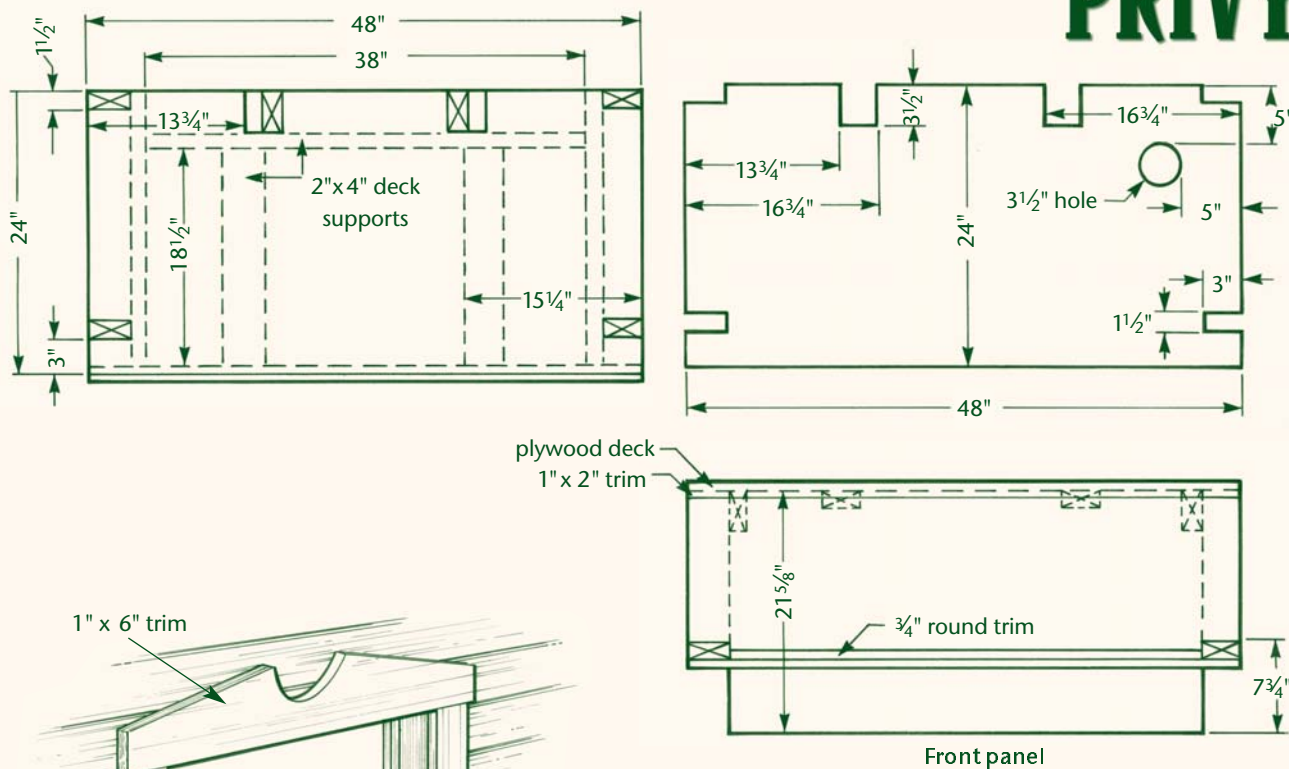 PRIVY
1½"
48"
38"
13¾"
24"
2"x 4" deck
supports
18½"
15¼"
3"
3½"
16¾"
5"
13¾"
16¾"
3½" hole
24"
5"
3"
1½"
48"
plywood deck
1" x 2" trim
21⅝"
¾" round trim
7¾"
Front panel
1" x 6" trim